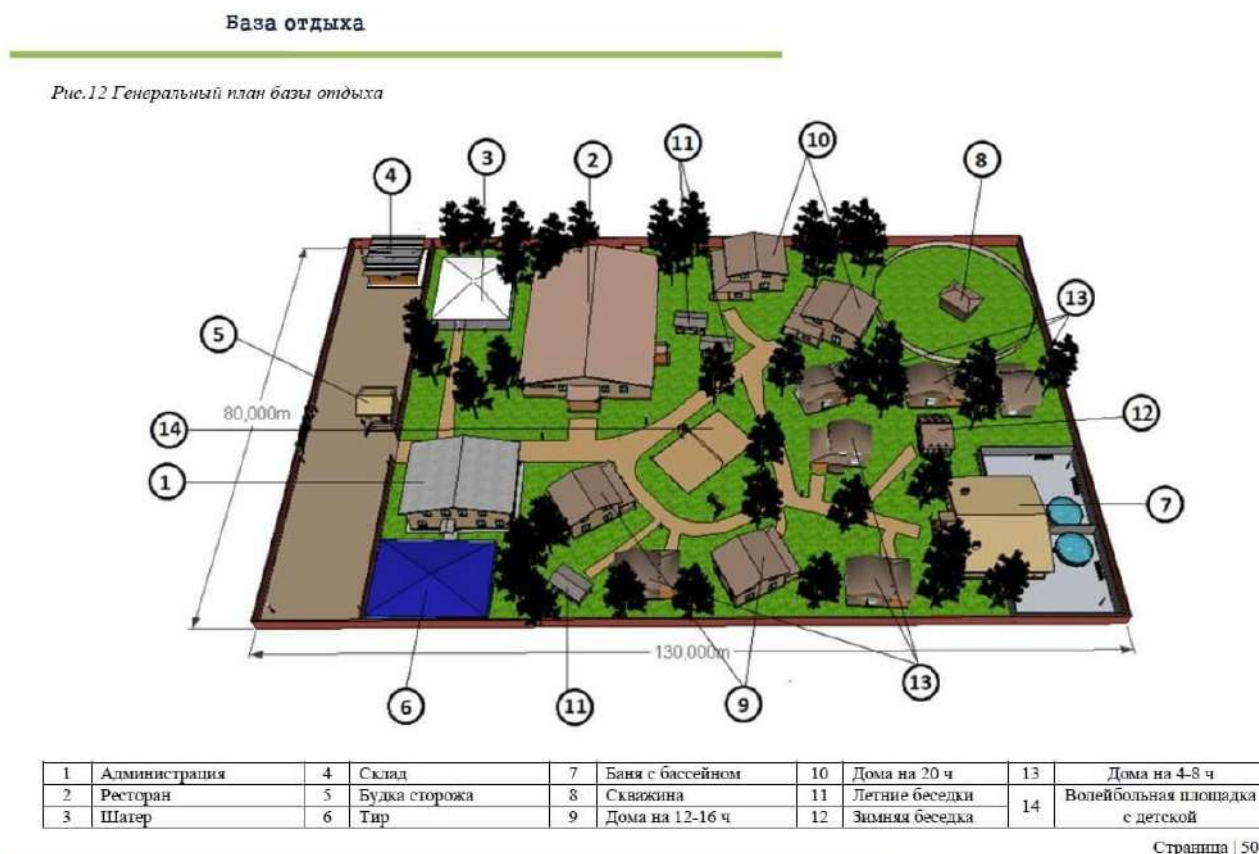 База отдыха
Рис.12 Генеральный план базы отдыха
11
10
3
2
8
4
13
5
80,000m
14
12
1
7
130,000m
6
11
9
13
1 Администрация 4 Склад 7 Баня с бассейном 10 Дома на 20 ч 13 Дома на 4-8 ч
2 Ресторан 5 Будка сторожа 8 Скважина 11 Летние беседки 14 Волейбольная площадка
3 Шатер 6 Тир 9 Дома на 12-16 ч 12 Зимняя беседка с детской
Страница | 50